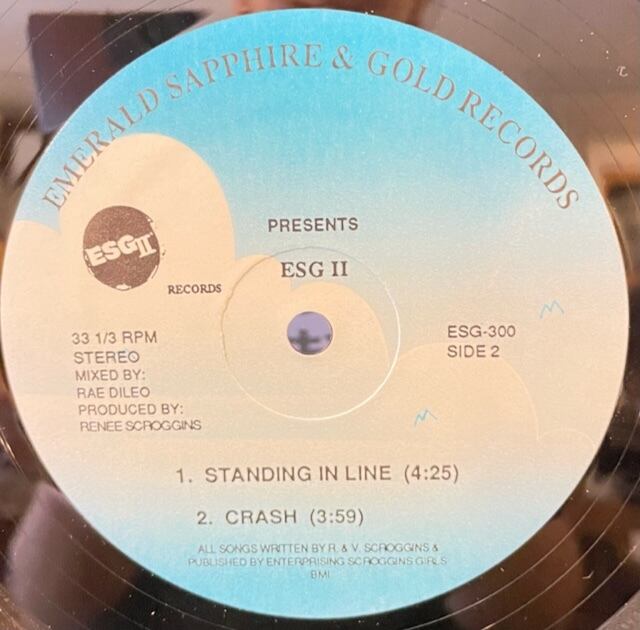 EMERALD SAPPHIRE & GOLD RECORDS
PRESENTS
ESG II
ESG II
RECORDS
33 1/3 RPM
STEREO
MIXED BY:
RAE DILEO
PRODUCED BY:
RENEE SCROGGINS
ESG-300
SIDE 2
1. STANDING IN LINE (4:25)
2. CRASH (3:59)
ALL SONGS WRITTEN BY R. & V. SCROGGINS &
PUBLISHED BY ENTERPRISING SCROGGINS GIRLS
BMI